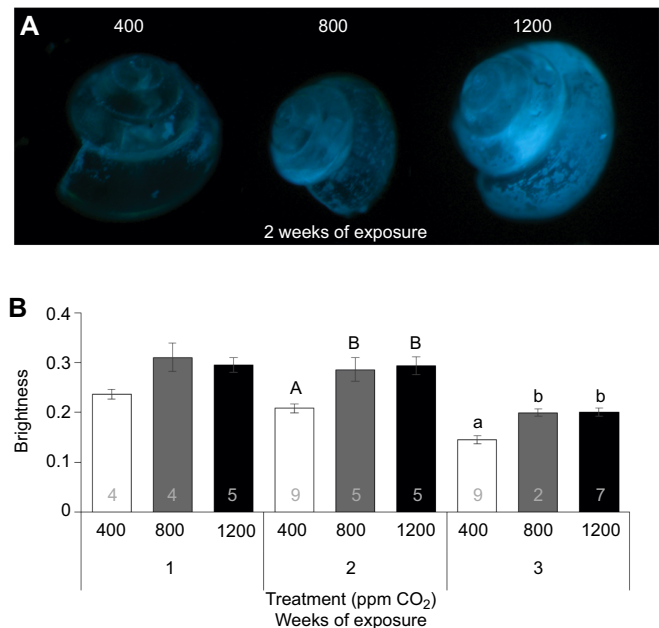 A
400 800 1200
2 weeks of exposure
B
0.4
0.3
0.2
0.1
0
Brightness
A B B
a b b
4 4 5 9 5 5 9 2 7
400 800 1200 400 800 1200 400 800 1200
1 2 3
Treatment (ppm CO₂)
Weeks of exposure